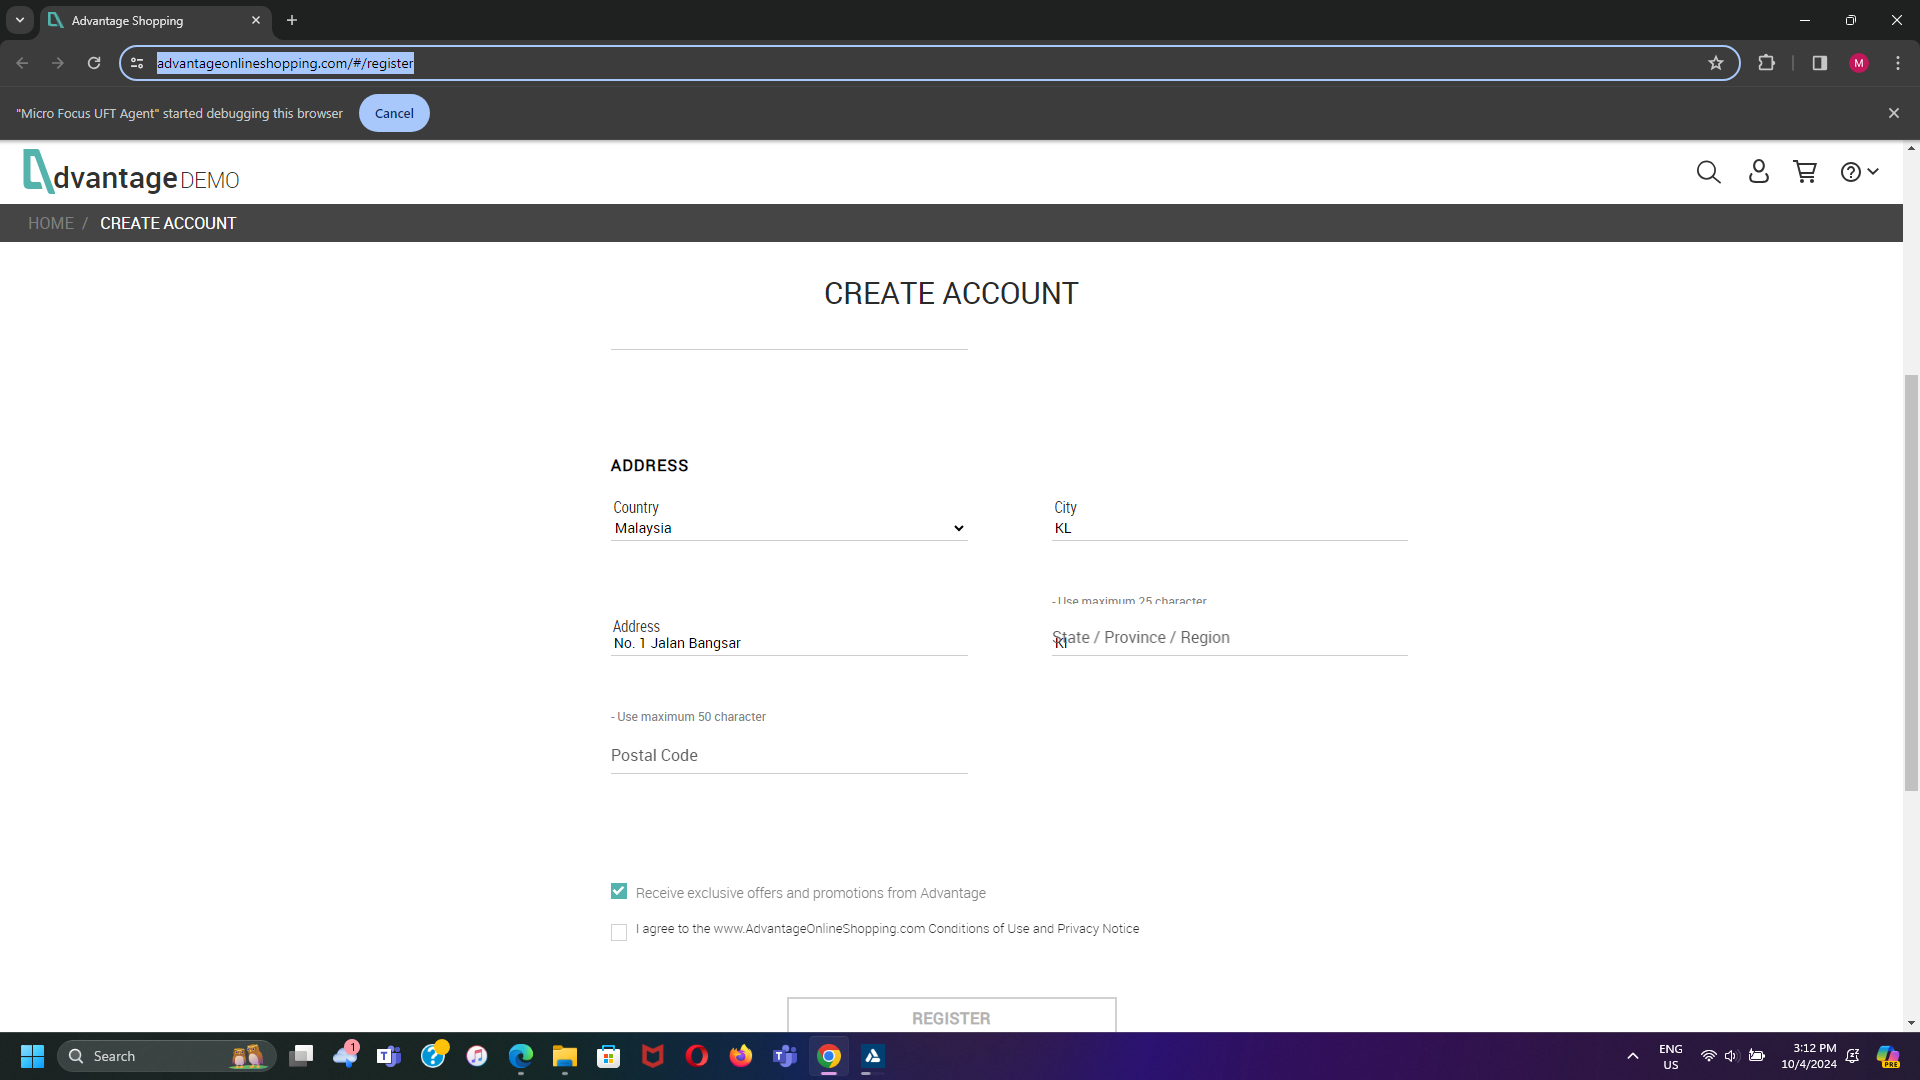 Advantage Shopping
advantageonlineshopping.com/#/register
M
"Micro Focus UFT Agent" started debugging this browser
Cancel
dvantage DEMO
HOME / CREATE ACCOUNT
CREATE ACCOUNT
ADDRESS
Country
City
Malaysia
KL
- Use maximum 25 character
Address
No. 1 Jalan Bangsar
State / Province / Region
Kl
- Use maximum 50 character
Postal Code
Receive exclusive offers and promotions from Advantage
I agree to the www.AdvantageOnlineShopping.com Conditions of Use and Privacy Notice
REGISTER
Search
1
ENG
US
3:12 PM
10/4/2024
PRE